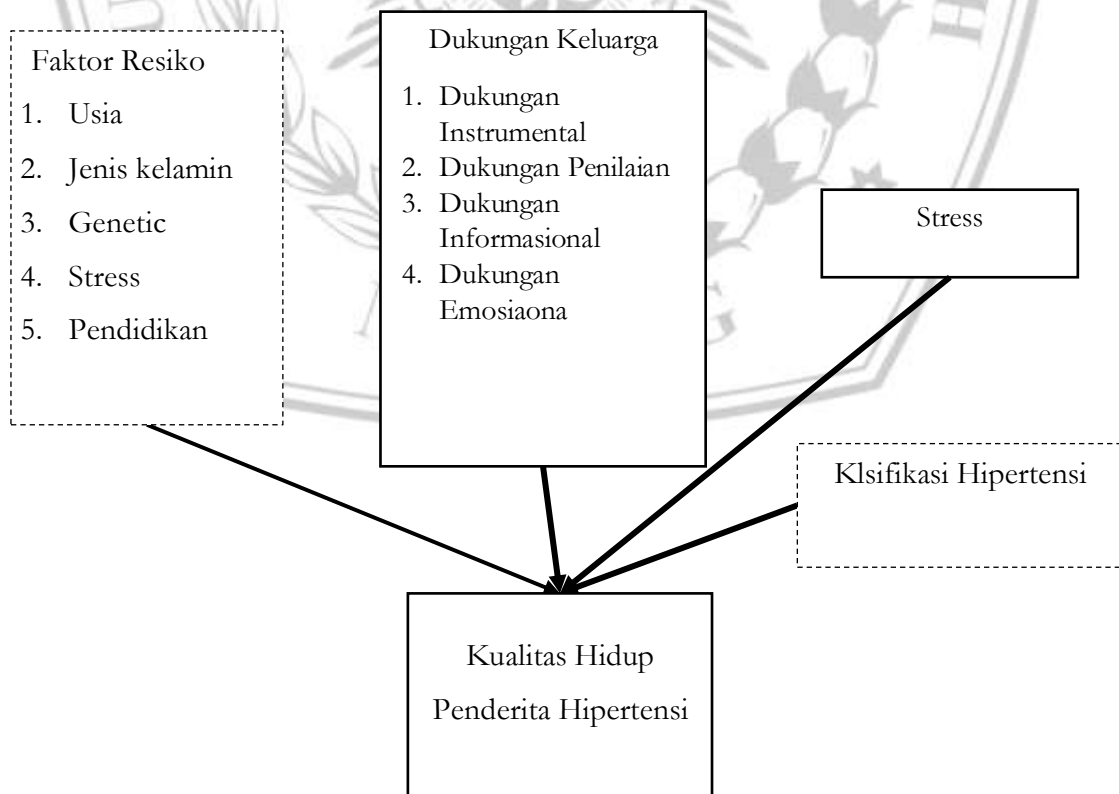 Faktor Resiko
1. Usia
2. Jenis kelamin
3. Genetic
4. Stress
5. Pendidikan
Dukungan Keluarga
1. Dukungan
Instrumental
2. Dukungan Penilaian
3. Dukungan
Informasional
4. Dukungan
Emosiaona
Stress
Klsifikasi Hipertensi
Kualitas Hidup
Penderita Hipertensi